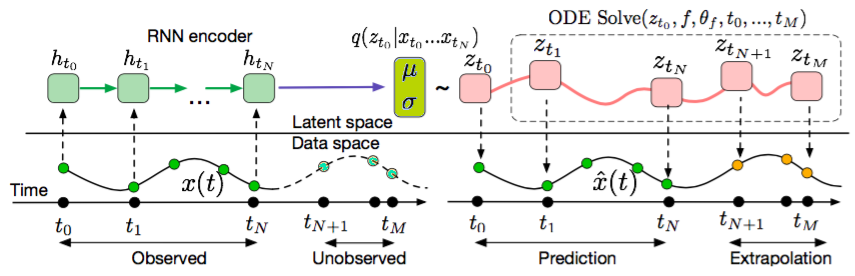 ODE Solve(z_{t_0}, f, θ_f, t_0, ..., t_M)
RNN encoder
q(z_{t_0}|x_{t_0}...x_{t_N})
h_{t_0} h_{t_1} h_{t_N}
z_{t_0} z_{t_1} z_{t_N} z_{t_{N+1}} z_{t_M}
...
μ
σ
~
Latent space
Data space
x(t)
x̂(t)
Time
t_0 t_1 t_N t_{N+1} t_M
t_0 t_1 t_N t_{N+1} t_M
Observed Unobserved
Prediction Extrapolation